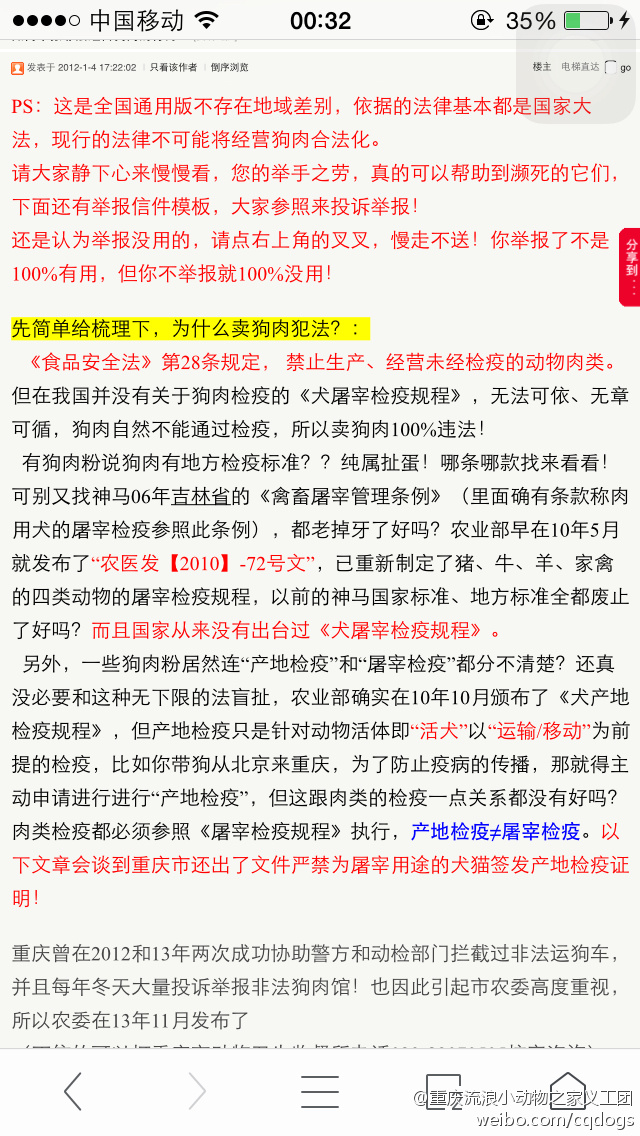 中国移动 00:32 35%
发表于 2012-1-4 17:22:02 | 只看该作者 | 倒序浏览 楼主 电梯直达 go
PS：这是全国通用版不存在地域差别，依据的法律基本都是国家大
法，现行的法律不可能将经营狗肉合法化。
请大家静下心来慢慢看，您的举手之劳，真的可以帮助到濒死的它们，
下面还有举报信件模板，大家参照来投诉举报！
还是认为举报没用的，请点右上角的叉叉，慢走不送！你举报了不是
100%有用，但你不举报就100%没用！
分享到：...
先简单给梳理下，为什么卖狗肉犯法？：
《食品安全法》第28条规定， 禁止生产、经营未经检疫的动物肉类。
但在我国并没有关于狗肉检疫的《犬屠宰检疫规程》，无法可依、无章
可循，狗肉自然不能通过检疫，所以卖狗肉100%违法！
有狗肉粉说狗肉有地方检疫标准？？纯属扯蛋！哪条哪款找来看看！
可别又找神马06年吉林省的《禽畜屠宰管理条例》（里面确有条款称肉
用犬的屠宰检疫参照此条例），都老掉牙了好吗？农业部早在10年5月
就发布了“农医发【2010】-72号文”，已重新制定了猪、牛、羊、家禽
的四类动物的屠宰检疫规程，以前的神马国家标准、地方标准全都废止
了好吗？而且国家从来没有出台过《犬屠宰检疫规程》。
另外，一些狗肉粉居然连“产地检疫”和“屠宰检疫”都分不清楚？还真
没必要和这种无下限的法盲扯，农业部确实在10年10月颁布了《犬产地
检疫规程》，但产地检疫只是针对动物活体即“活犬”以“运输/移动”为前
提的检疫，比如你带狗从北京来重庆，为了防止疫病的传播，那就得主
动申请进行进行“产地检疫”，但这跟肉类的检疫一点关系都没有好吗？
肉类检疫都必须参照《屠宰检疫规程》执行，产地检疫≠屠宰检疫。以
下文章会谈到重庆市还出了文件严禁为屠宰用途的犬猫签发产地检疫证
明！
重庆曾在2012和13年两次成功协助警方和动检部门拦截过非法运狗车，
并且每年冬天大量投诉举报非法狗肉馆！也因此引起市农委高度重视，
所以农委在13年11月发布了
@重庆流浪小动物之家义工团
weibo.com/cqdogs